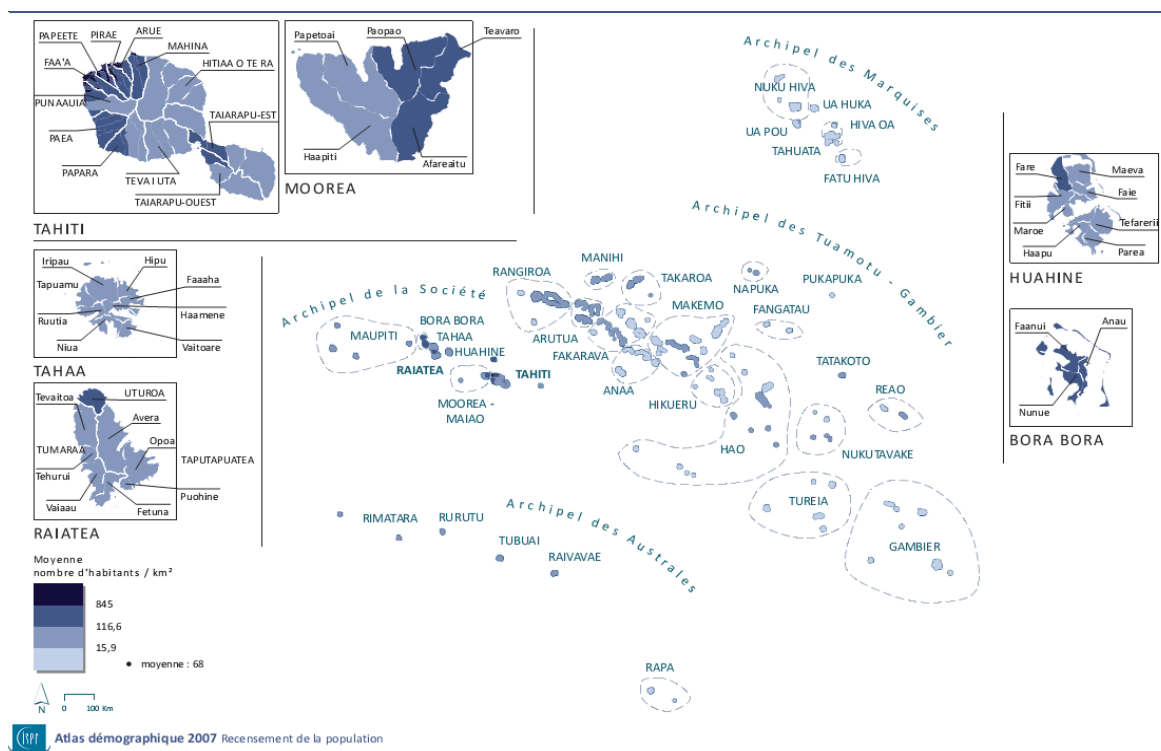 PAPEETE
PIRAE
ARUE
MAHINA
FAA'A
HITIAA O TE RA
PUNAAUIA
TAIARAPU-EST
PAEA
PAPARA
TEVA I UTA
TAIARAPU-OUEST
TAHITI
Papetoai
Paopao
Teavaro
Haapiti
Afareaitu
MOOREA
Iripau
Hipu
Tapuamu
Faaaha
Ruutia
Haamene
Niua
Vaitoare
TAHAA
Tevaitoa
UTUROA
Avera
Opoa
TUMARAA
TAPUTAPUATEA
Tehurui
Vaiaau
Fetuna
Puohine
RAIATEA
Archipel des Marquises
NUKU HIVA
UA HUKA
UA POU
HIVA OA
TAHUATA
FATU HIVA
Archipel des Tuamotu - Gambier
MANIHI
RANGIROA
TAKAROA
NAPUKA
PUKAPUKA
MAKEMO
FANGATAU
ARUTUA
FAKARAVA
ANAA
HIKUERU
TATAKOTO
REAO
HAO
NUKUTAVAKE
TUREIA
GAMBIER
Archipel de la Société
MAUPITI
BORA BORA
TAHAA
HUAHINE
RAIATEA
TAHITI
MOOREA -
MAIAO
Archipel des Australes
RIMATARA
RURUTU
TUBUAI
RAIVAVAE
RAPA
Fare
Maeva
Faie
Fitii
Maroe
Tefarerii
Haapu
Parea
HUAHINE
Faanui
Anau
Nunue
BORA BORA
Moyenne
nombre d'habitants / km²
845
116,6
15,9
moyenne : 68
N
0 100 Km
ISPF
Atlas démographique 2007 Recensement de la population